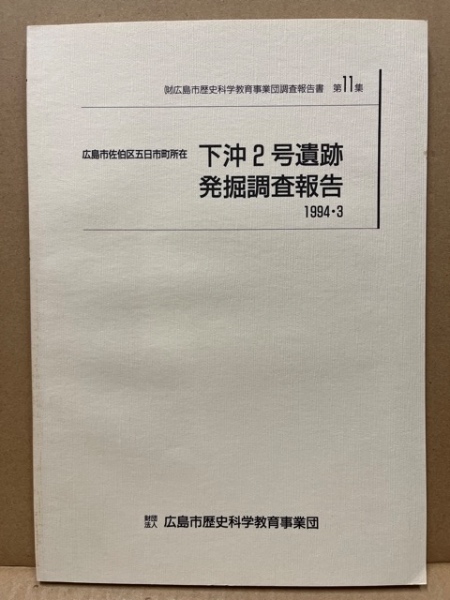 ㈶広島市歴史科学教育事業団調査報告書 第11集
広島市佐伯区五日市町所在 下沖2号遺跡
発掘調査報告
1994・3
財団法人 広島市歴史科学教育事業団